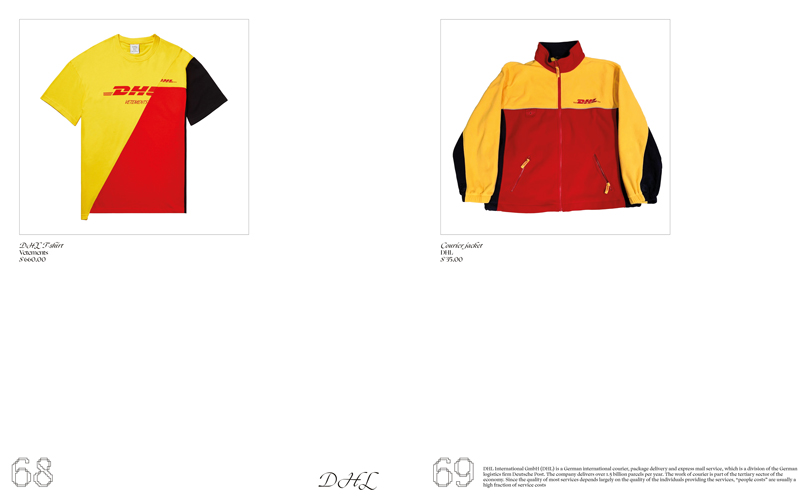 DHL
DHL
VETEMENTS
DHL T-shirt
Vetements
$ 660.00
DHL
Courier jacket
DHL
$ 35.00
68
DHL
69
DHL International GmbH (DHL) is a German international courier, package delivery and express mail service, which is a division of the German
logistics firm Deutsche Post. The company delivers over 1.5 billion parcels per year. The work of courier is part of the tertiary sector of the
economy. Since the quality of most services depends largely on the quality of the individuals providing the services, "people costs" are usually a
high fraction of service costs